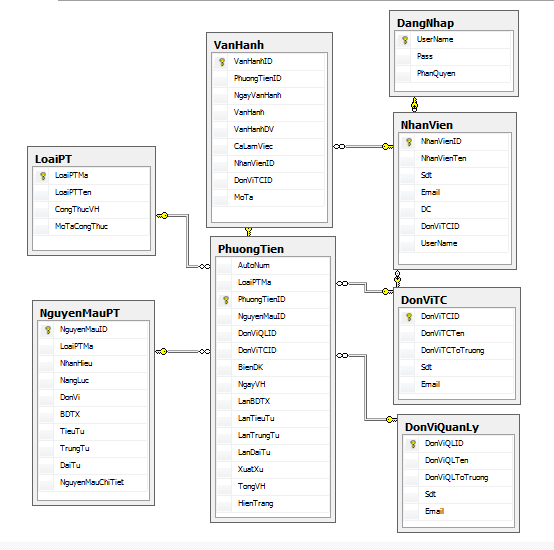 DangNhap
UserName
Pass
PhanQuyen
VanHanh
VanHanhID
PhuongTienID
NgayVanHanh
VanHanh
VanHanhDV
CaLamViec
NhanVienID
DonViTCID
MoTa
NhanVien
NhanVienID
NhanVienTen
Sdt
Email
DC
DonViTCID
UserName
LoaiPT
LoaiPTMa
LoaiPTTen
CongThucVH
MoTaCongThuc
PhuongTien
AutoNum
LoaiPTMa
PhuongTienID
NguyenMauID
DonViQLID
DonViTCID
BienDK
NgayVH
LanBDTX
LanTieuTu
LanTrungTu
LanDaiTu
XuatXu
TongVH
HienTrang
NguyenMauPT
NguyenMauID
LoaiPTMa
NhanHieu
NangLuc
DonVi
BDTX
TieuTu
TrungTu
DaiTu
NguyenMauChiTiet
DonViTC
DonViTCID
DonViTCTen
DonViTCToTruong
Sdt
Email
DonViQuanLy
DonViQLID
DonViQLTen
DonViQLToTruong
Sdt
Email